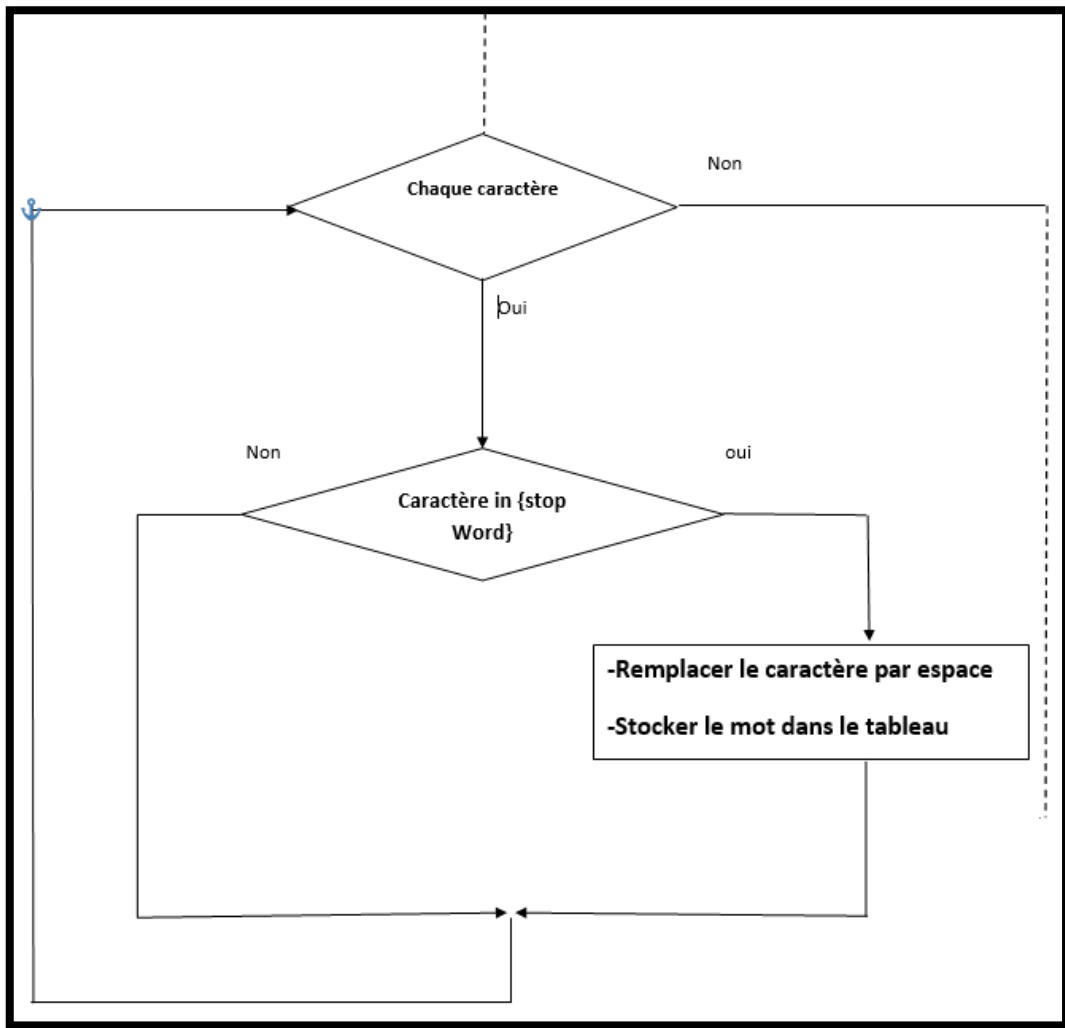 Non
Chaque caractère
Oui
Non
oui
Caractère in {stop
Word}
-Remplacer le caractère par espace
-Stocker le mot dans le tableau